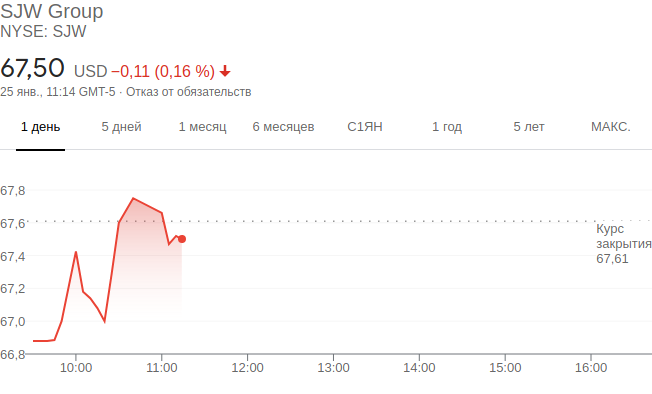 SJW Group
NYSE: SJW
67,50 USD −0,11 (0,16 %)
25 янв., 11:14 GMT-5 · Отказ от обязательств
1 день 5 дней 1 месяц 6 месяцев С1ЯН 1 год 5 лет МАКС.
67,8
67,6
Курс
закрытия
67,61
67,4
67,2
67,0
66,8
10:00 11:00 12:00 13:00 14:00 15:00 16:00